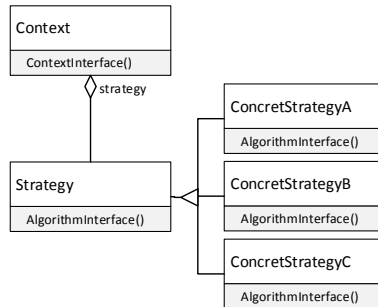 Context
ContextInterface()
strategy
Strategy
AlgorithmInterface()
ConcretStrategyA
AlgorithmInterface()
ConcretStrategyB
AlgorithmInterface()
ConcretStrategyC
AlgorithmInterface()